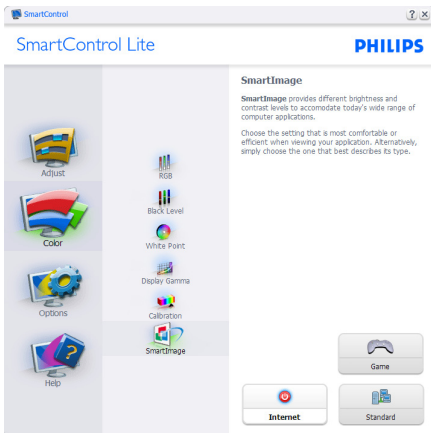 SmartControl
SmartControl Lite
PHILIPS
Adjust
Color
Options
Help
RGB
Black Level
White Point
Display Gamma
Calibration
SmartImage
SmartImage
SmartImage provides different brightness and
contrast levels to accomodate today's wide range of
computer applications.
Choose the setting that is most comfortable or
efficient when viewing your application. Alternatively,
simply choose the one that best describes its type.
Game
Internet
Standard